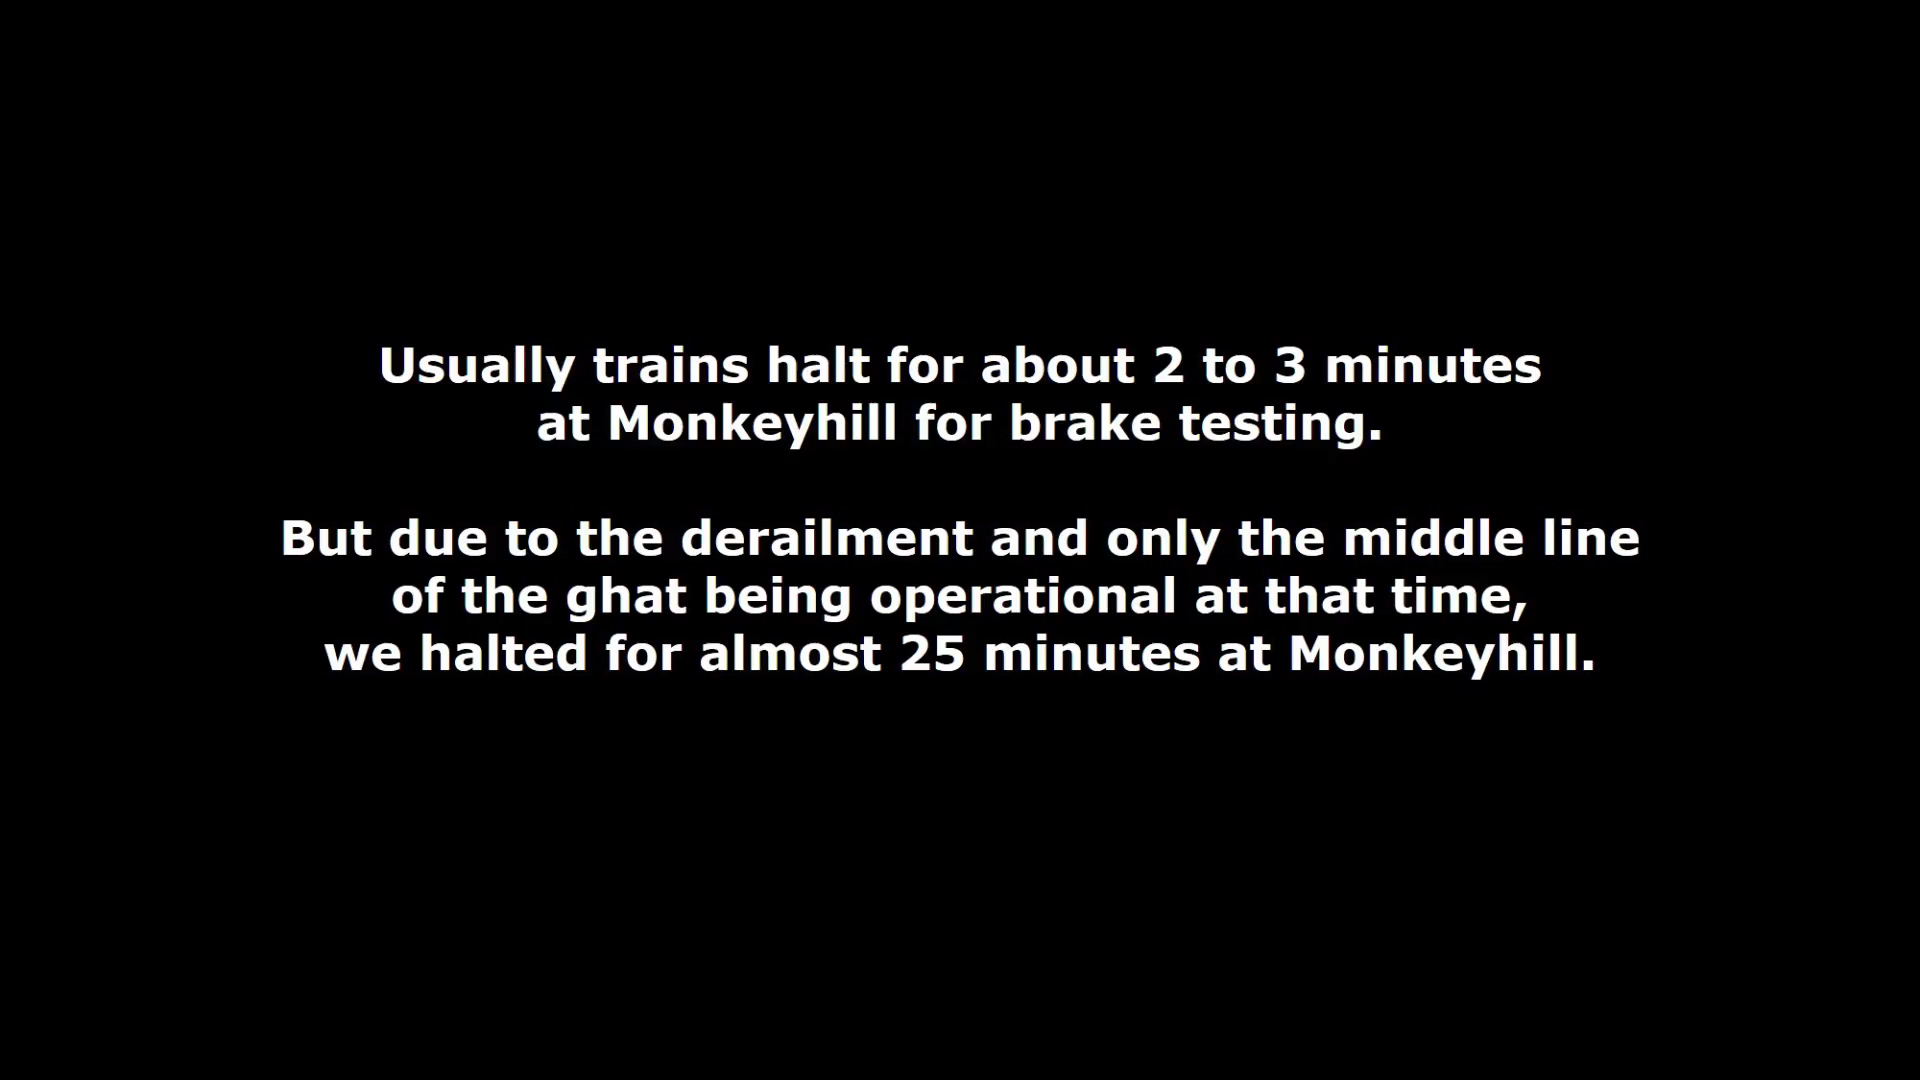 Usually trains halt for about 2 to 3 minutes
at Monkeyhill for brake testing.
But due to the derailment and only the middle line
of the ghat being operational at that time,
we halted for almost 25 minutes at Monkeyhill.